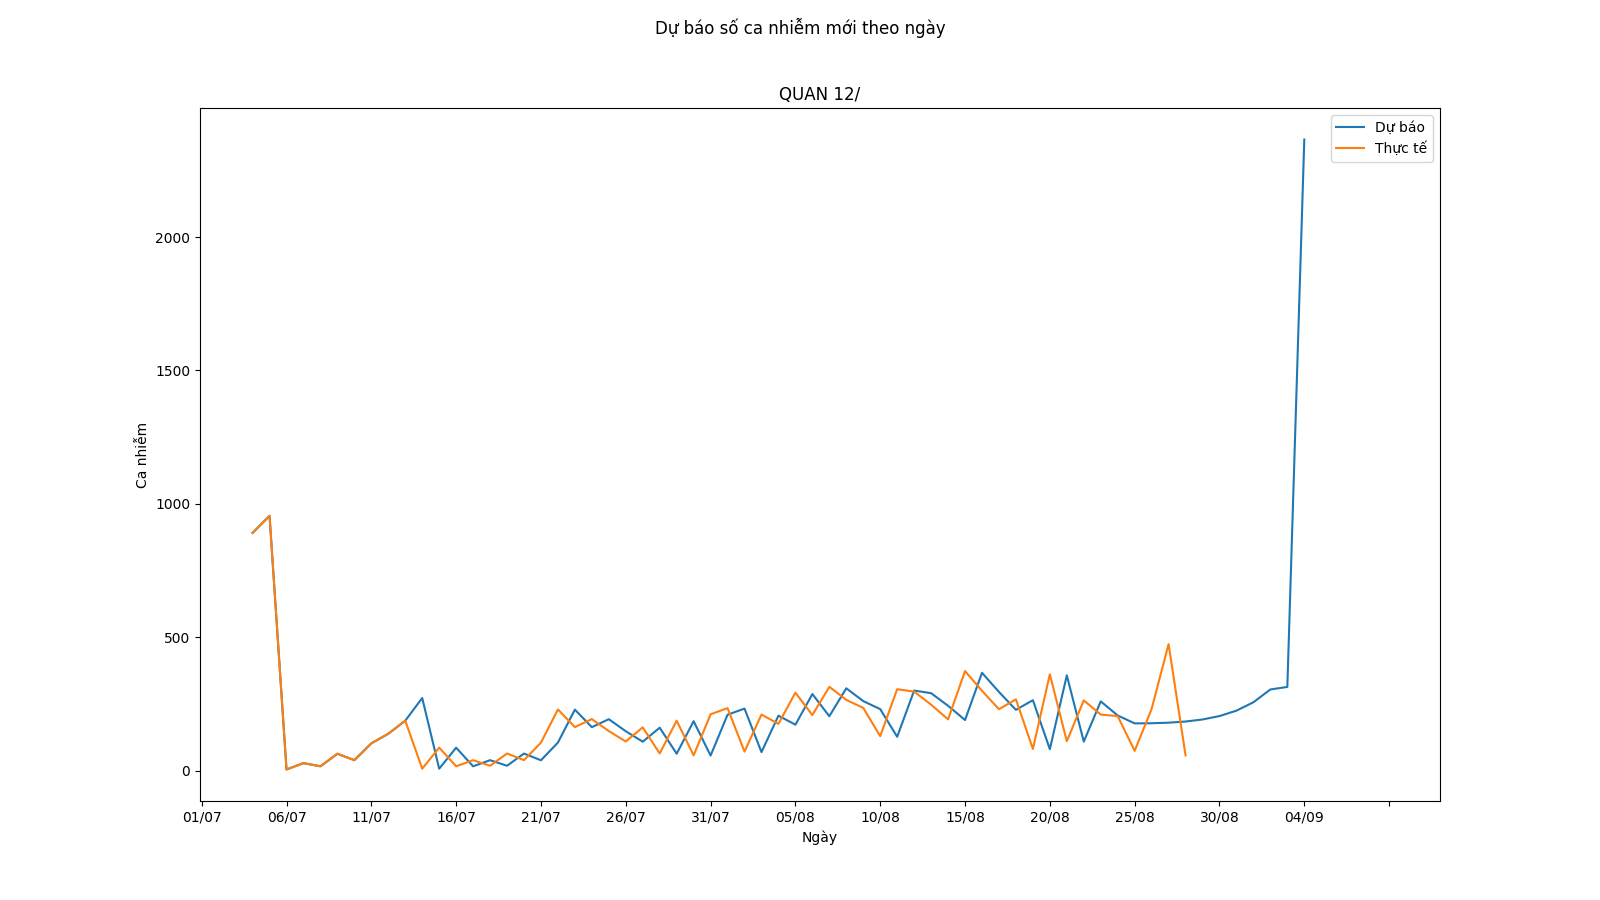 Dự báo số ca nhiễm mới theo ngày
QUAN 12/
Dự báo
Thực tế
Ca nhiễm
2000
1500
1000
500
0
01/07 06/07 11/07 16/07 21/07 26/07 31/07 05/08 10/08 15/08 20/08 25/08 30/08 04/09
Ngày